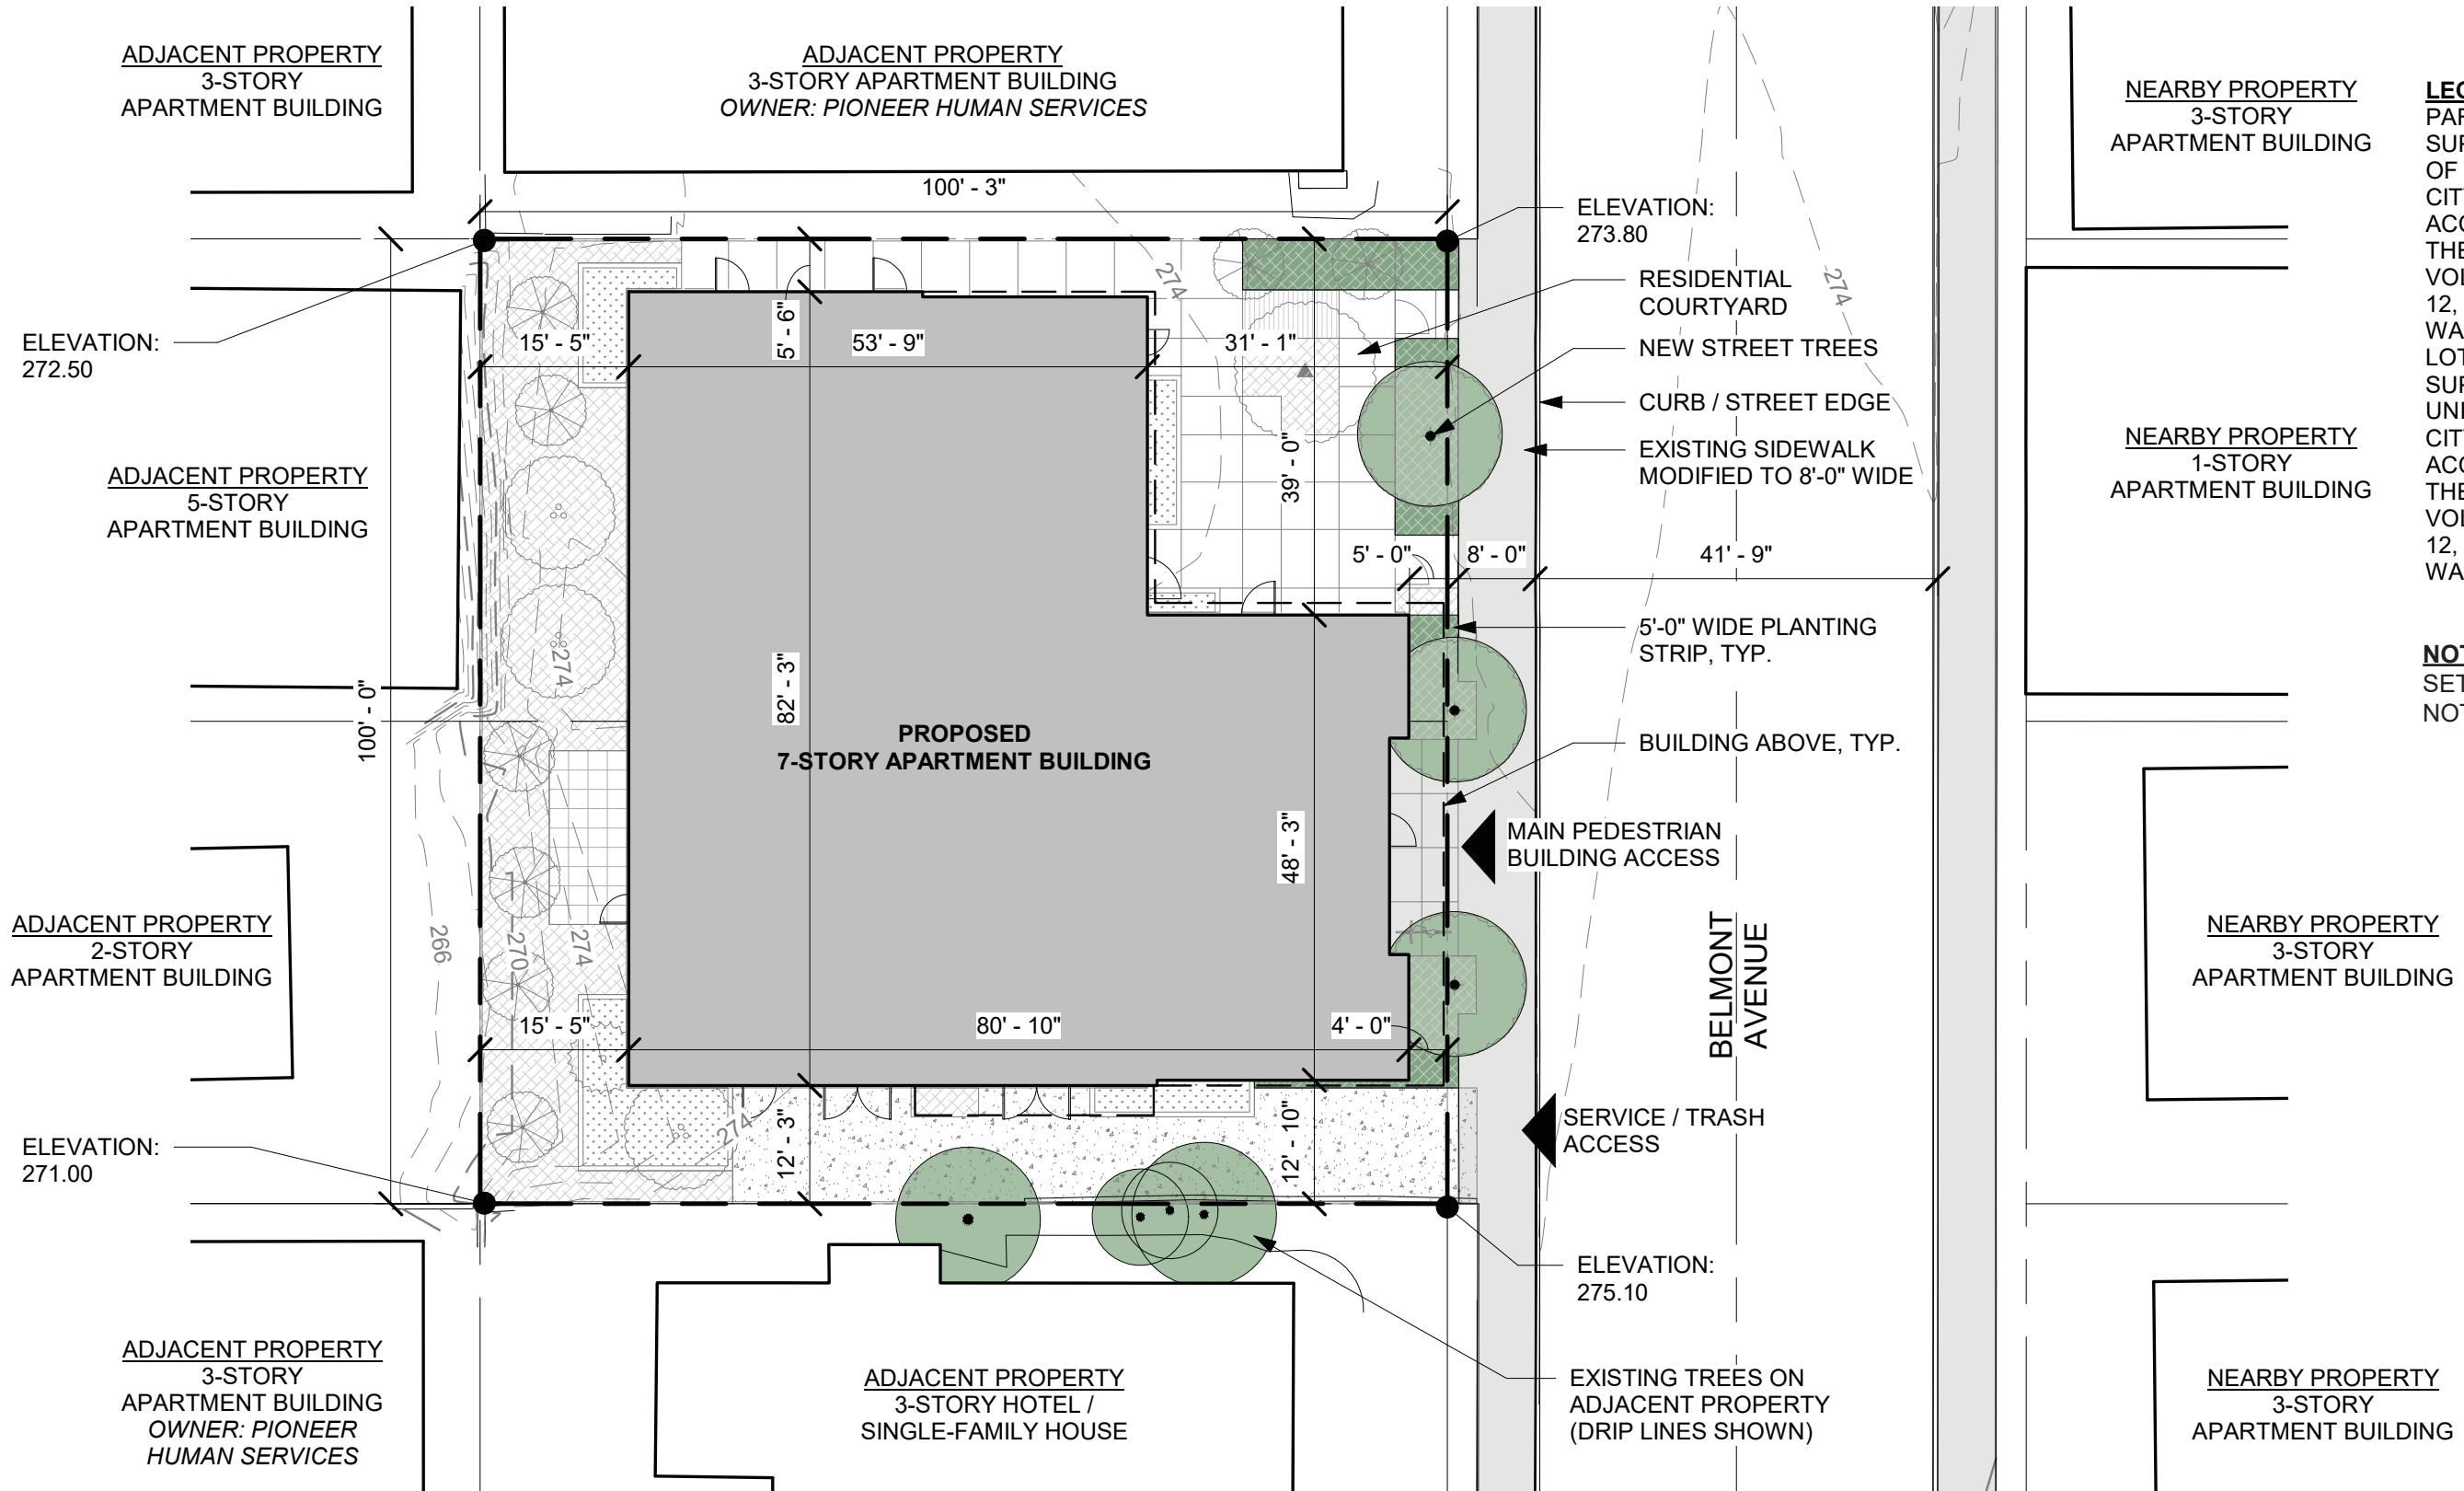 ADJACENT PROPERTY
3-STORY
APARTMENT BUILDING
ADJACENT PROPERTY
3-STORY APARTMENT BUILDING
OWNER: PIONEER HUMAN SERVICES
NEARBY PROPERTY
3-STORY
APARTMENT BUILDING
100' - 3"
ELEVATION:
273.80
RESIDENTIAL
COURTYARD
NEW STREET TREES
CURB / STREET EDGE
EXISTING SIDEWALK
MODIFIED TO 8'-0" WIDE
274
274
ELEVATION:
272.50
15' - 5"
5' - 6"
53' - 9"
31' - 1"
39' - 0"
ADJACENT PROPERTY
5-STORY
APARTMENT BUILDING
NEARBY PROPERTY
1-STORY
APARTMENT BUILDING
5' - 0"
8' - 0"
41' - 9"
5'-0" WIDE PLANTING
STRIP, TYP.
BUILDING ABOVE, TYP.
100' - 0"
274
82' - 3"
PROPOSED
7-STORY APARTMENT BUILDING
48' - 3"
MAIN PEDESTRIAN
BUILDING ACCESS
ADJACENT PROPERTY
2-STORY
APARTMENT BUILDING
266
270
274
BELMONT
AVENUE
NEARBY PROPERTY
3-STORY
APARTMENT BUILDING
15' - 5"
80' - 10"
4' - 0"
274
12' - 3"
12' - 10"
SERVICE / TRASH
ACCESS
ELEVATION:
271.00
ELEVATION:
275.10
EXISTING TREES ON
ADJACENT PROPERTY
(DRIP LINES SHOWN)
ADJACENT PROPERTY
3-STORY
APARTMENT BUILDING
OWNER: PIONEER
HUMAN SERVICES
ADJACENT PROPERTY
3-STORY HOTEL /
SINGLE-FAMILY HOUSE
NEARBY PROPERTY
3-STORY
APARTMENT BUILDING
OF
12,
12,